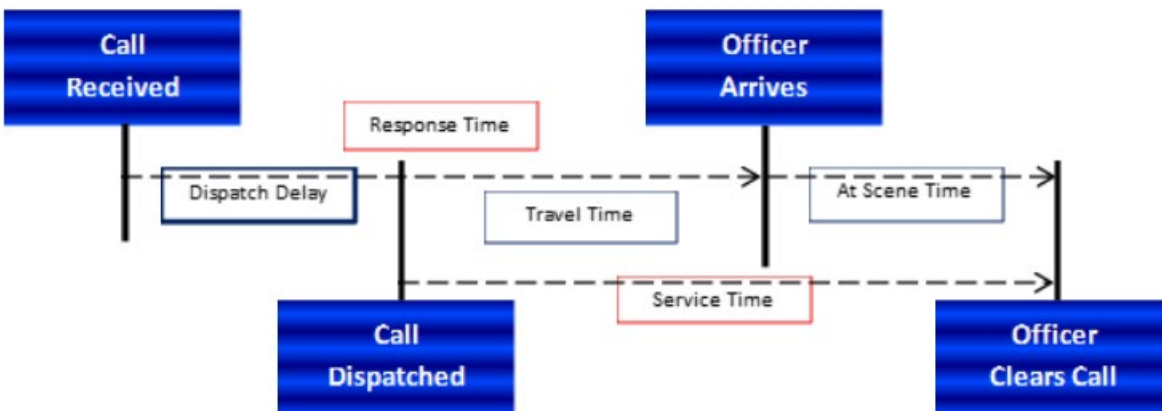 Call
Received
Officer
Arrives
Response Time
Dispatch Delay
At Scene Time
Travel Time
Service Time
Call
Dispatched
Officer
Clears Call